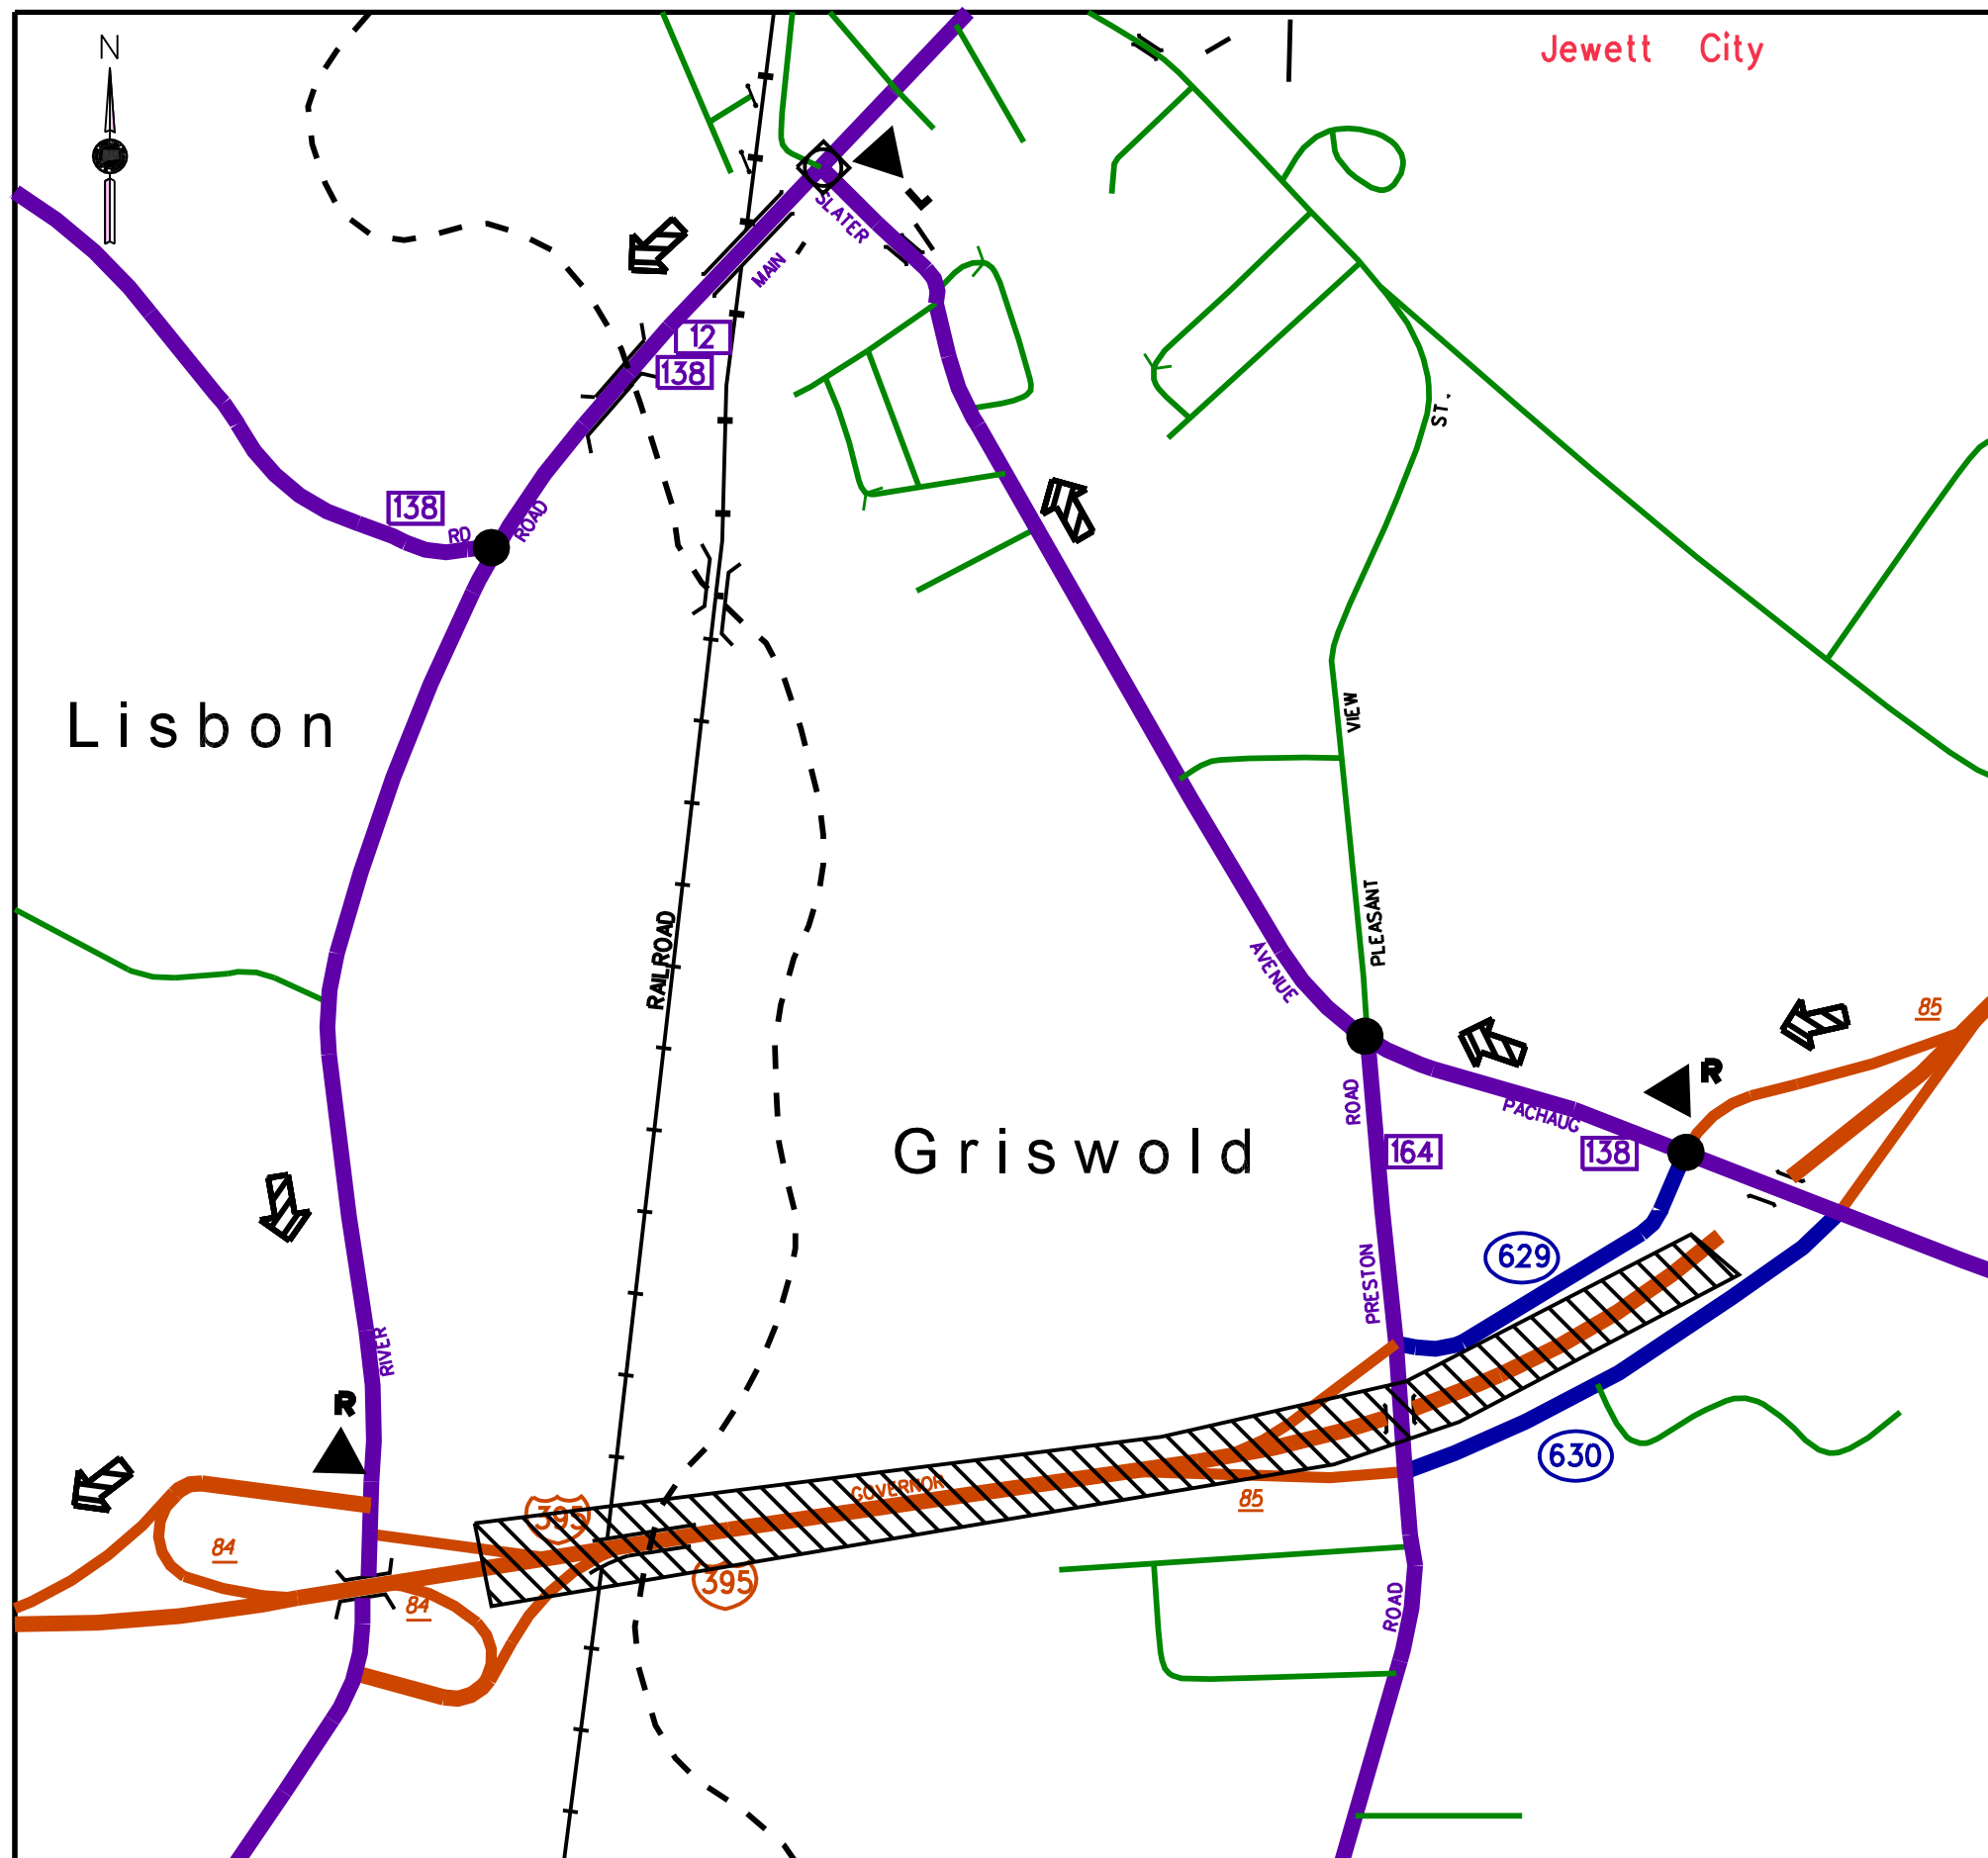 N
Jewett City
SLATER
MAIN
12
138
ST.
138
RD
ROAD
VIEW
Lisbon
PLEASANT
RAILROAD
AVENUE
85
R
ROAD
PACHAUG
Griswold
164
138
629
PRESTON
RIVER
R
630
GOVERNOR
85
395
84
395
84
ROAD